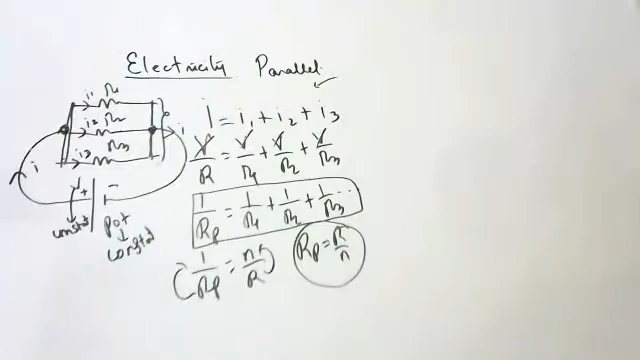 Electricity Parallel
i1 R1
i2 R2
i3 R3
i
i
+ -
Pot
i = i1 + i2 + i3
V/R = V/R1 + V/R2 + V/R3
1/Rp = 1/R1 + 1/R2 + 1/R3 ...
(1/Rp = n/R)
Rp = R/n